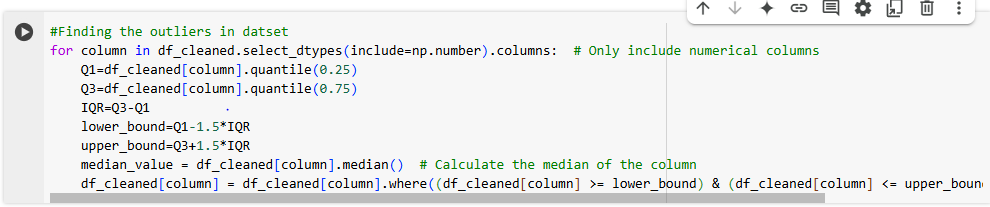 #Finding the outliers in datset
for column in df_cleaned.select_dtypes(include=np.number).columns:  # Only include numerical columns
    Q1=df_cleaned[column].quantile(0.25)
    Q3=df_cleaned[column].quantile(0.75)
    IQR=Q3-Q1
    lower_bound=Q1-1.5*IQR
    upper_bound=Q3+1.5*IQR
    median_value = df_cleaned[column].median()  # Calculate the median of the column
    df_cleaned[column] = df_cleaned[column].where((df_cleaned[column] >= lower_bound) & (df_cleaned[column] <= upper_boun